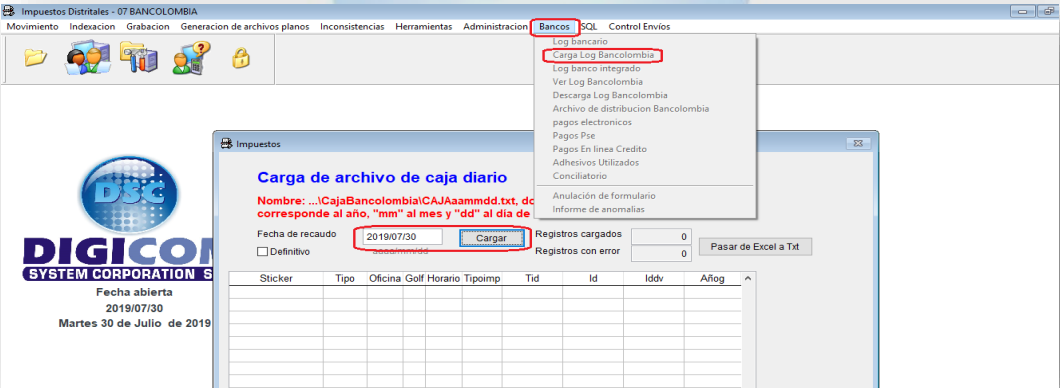 Impuestos Distritales - 07 BANCOLOMBIA
Movimiento Indexacion Grabacion Generacion de archivos planos Inconsistencias Herramientas Administracion Bancos SQL Control Envíos
Log bancario
Carga Log Bancolombia
Log banco integrado
Ver Log Bancolombia
Descarga Log Bancolombia
Archivo de distribucion Bancolombia
pagos electronicos
Pagos Pse
Pagos En linea Credito
Adhesivos Utilizados
Conciliatorio
Anulación de formulario
Informe de anomalias
Impuestos
Carga de archivo de caja diario
Nombre: ...\CajaBancolombia\CAJAaammdd.txt, do
corresponde al año, "mm" al mes y "dd" al día de
Fecha de recaudo 2019/07/30 Cargar Registros cargados 0
Definitivo aaaa/mm/dd Registros con error 0
Pasar de Excel a Txt
Sticker Tipo Oficina Golf Horario Tipoimp Tid Id Iddv Añog
DSC
DIGICO
SYSTEM CORPORATION S
Fecha abierta
2019/07/30
Martes 30 de Julio de 2019